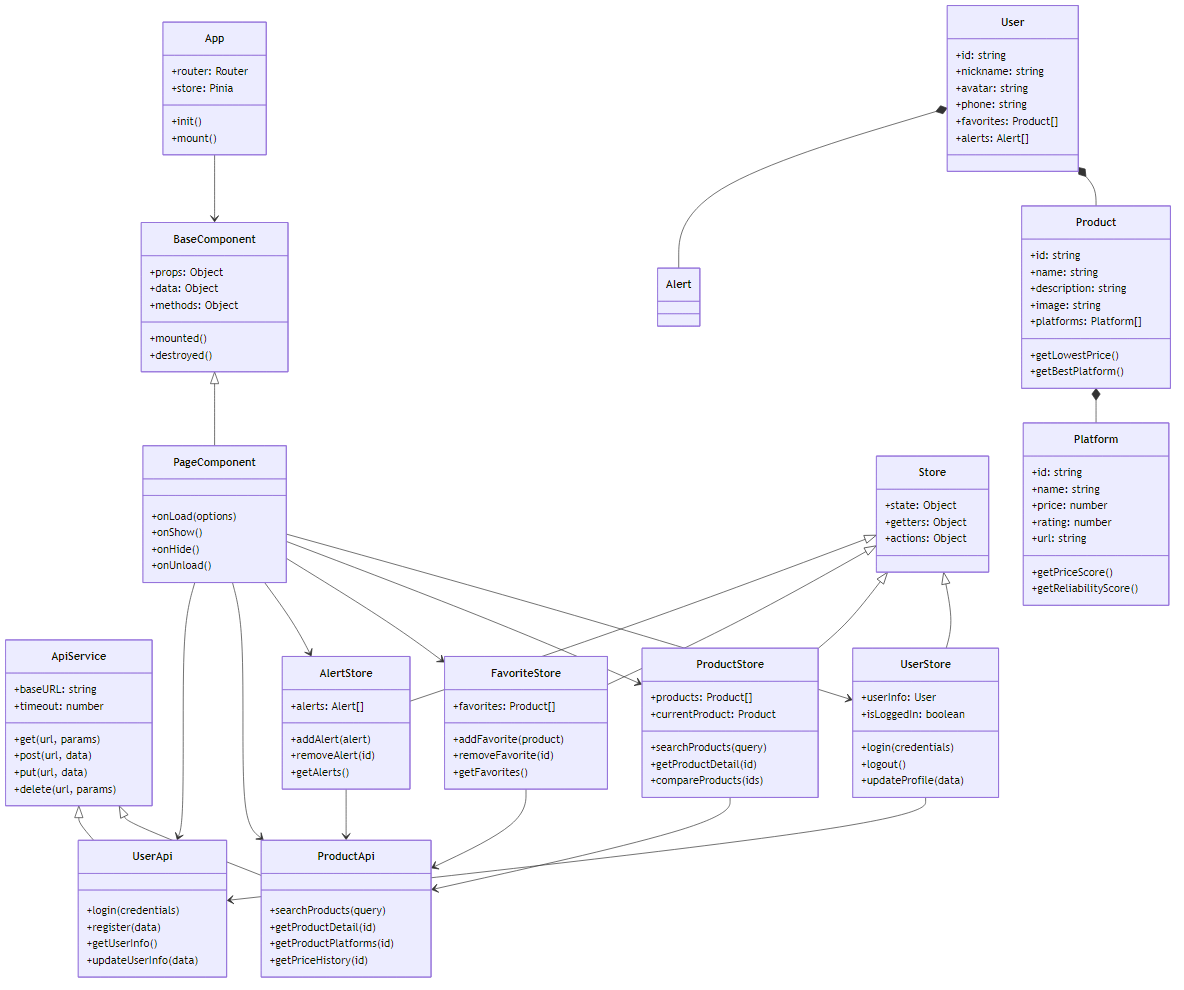 App
+router: Router
+store: Pinia
+init()
+mount()
User
+id: string
+nickname: string
+avatar: string
+phone: string
+favorites: Product[]
+alerts: Alert[]
BaseComponent
+props: Object
+data: Object
+methods: Object
+mounted()
+destroyed()
Product
+id: string
+name: string
+description: string
+image: string
+platforms: Platform[]
+getLowestPrice()
+getBestPlatform()
Alert
PageComponent
+onLoad(options)
+onShow()
+onHide()
+onUnload()
Store
+state: Object
+getters: Object
+actions: Object
Platform
+id: string
+name: string
+price: number
+rating: number
+url: string
+getPriceScore()
+getReliabilityScore()
ApiService
+baseURL: string
+timeout: number
+get(url, params)
+post(url, data)
+put(url, data)
+delete(url, params)
AlertStore
+alerts: Alert[]
+addAlert(alert)
+removeAlert(id)
+getAlerts()
FavoriteStore
+favorites: Product[]
+addFavorite(product)
+removeFavorite(id)
+getFavorites()
ProductStore
+products: Product[]
+currentProduct: Product
+searchProducts(query)
+getProductDetail(id)
+compareProducts(ids)
UserStore
+userInfo: User
+isLoggedIn: boolean
+login(credentials)
+logout()
+updateProfile(data)
UserApi
+login(credentials)
+register(data)
+getUserInfo()
+updateUserInfo(data)
ProductApi
+searchProducts(query)
+getProductDetail(id)
+getProductPlatforms(id)
+getPriceHistory(id)